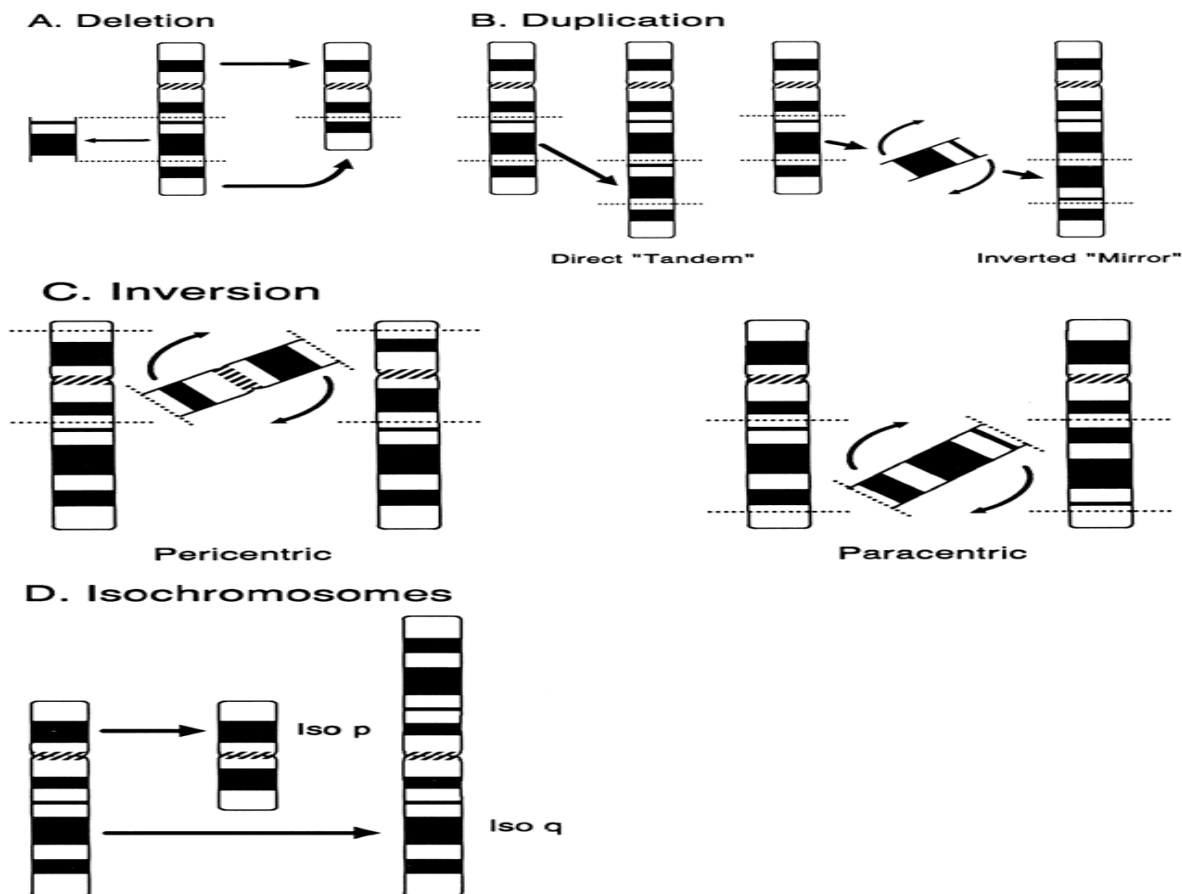 A. Deletion
B. Duplication
Direct "Tandem"
Inverted "Mirror"
C. Inversion
Pericentric
Paracentric
D. Isochromosomes
Iso p
Iso q